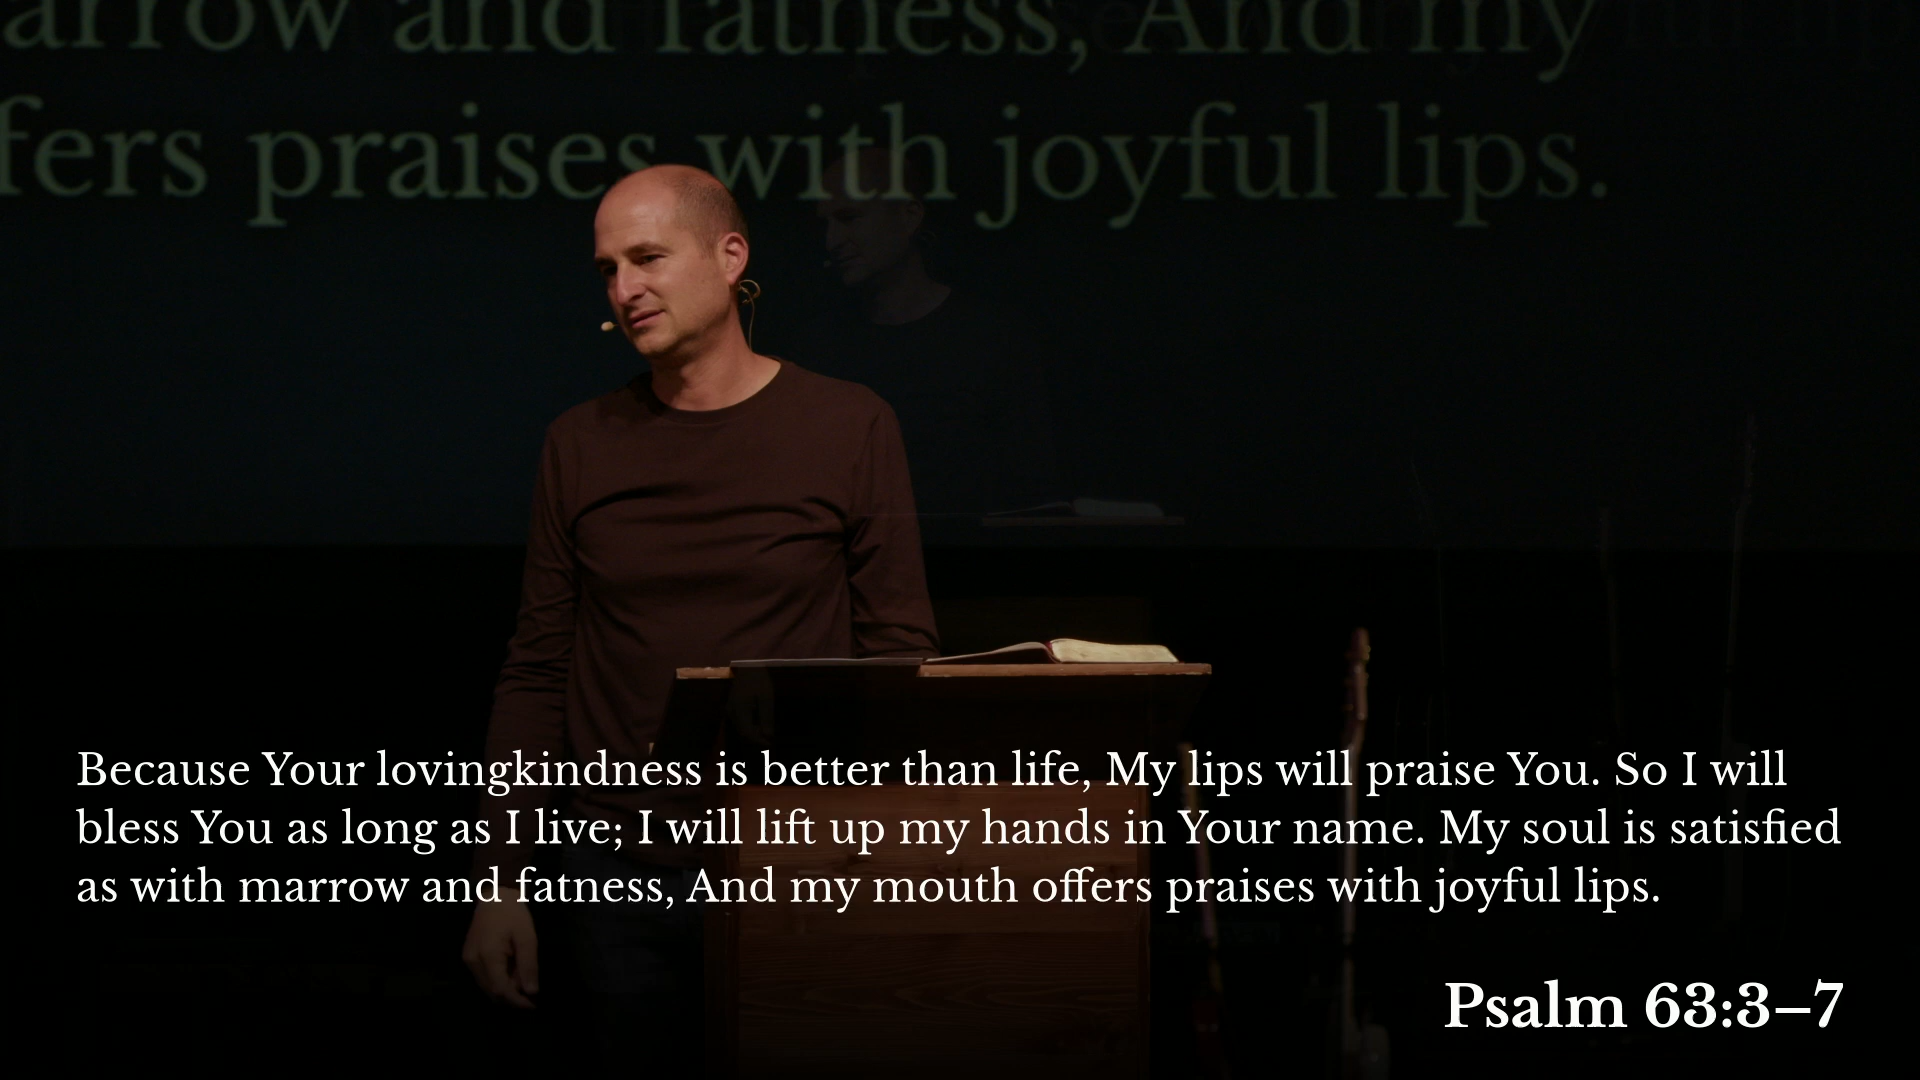 arrow and fatness, And my
fers praises with joyful lips.
Because Your lovingkindness is better than life, My lips will praise You. So I will
bless You as long as I live; I will lift up my hands in Your name. My soul is satisfied
as with marrow and fatness, And my mouth offers praises with joyful lips.
Psalm 63:3–7